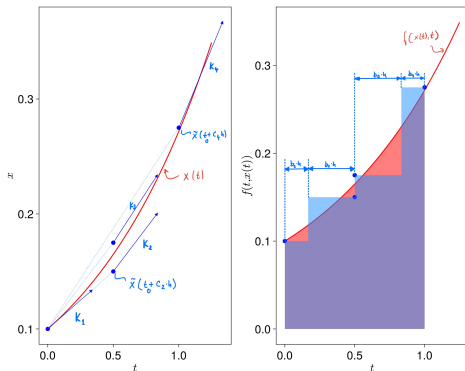 K₄
0.3
x̃(t₀+C₄·h)
x
x(t)
K₃
0.2
K₂
x̃(t₀+C₂·h)
K₁
0.1
0.0 0.5 1.0
t
f(x(t),t)
0.3
b₃·h b₄·h
0.2
f(t,x(t))
b₁·h b₂·h
0.1
0.0
0.0 0.5 1.0
t